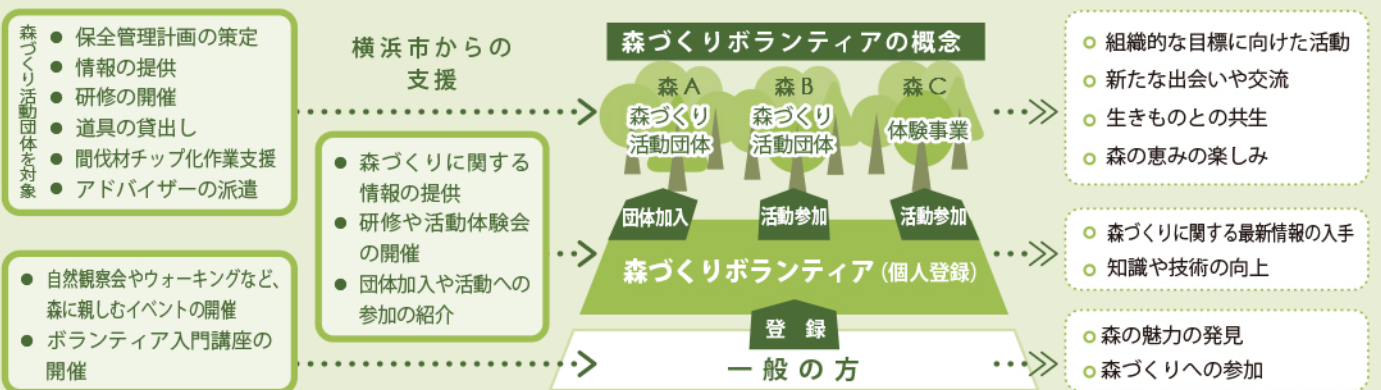 森づくり活動団体を対象
● 保全管理計画の策定
● 情報の提供
● 研修の開催
● 道具の貸出し
● 間伐材チップ化作業支援
● アドバイザーの派遣
● 自然観察会やウォーキングなど、
森に親しむイベントの開催
● ボランティア入門講座の
開催
横浜市からの
支援
● 森づくりに関する
情報の提供
● 研修や活動体験会
の開催
● 団体加入や活動への
参加の紹介
森づくりボランティアの概念
森A
森づくり
活動団体
森B
森づくり
活動団体
森C
体験事業
団体加入
活動参加
活動参加
森づくりボランティア(個人登録)
登録
一般の方
組織的な目標に向けた活動
新たな出会いや交流
生きものとの共生
森の恵みの楽しみ
森づくりに関する最新情報の入手
知識や技術の向上
森の魅力の発見
森づくりへの参加